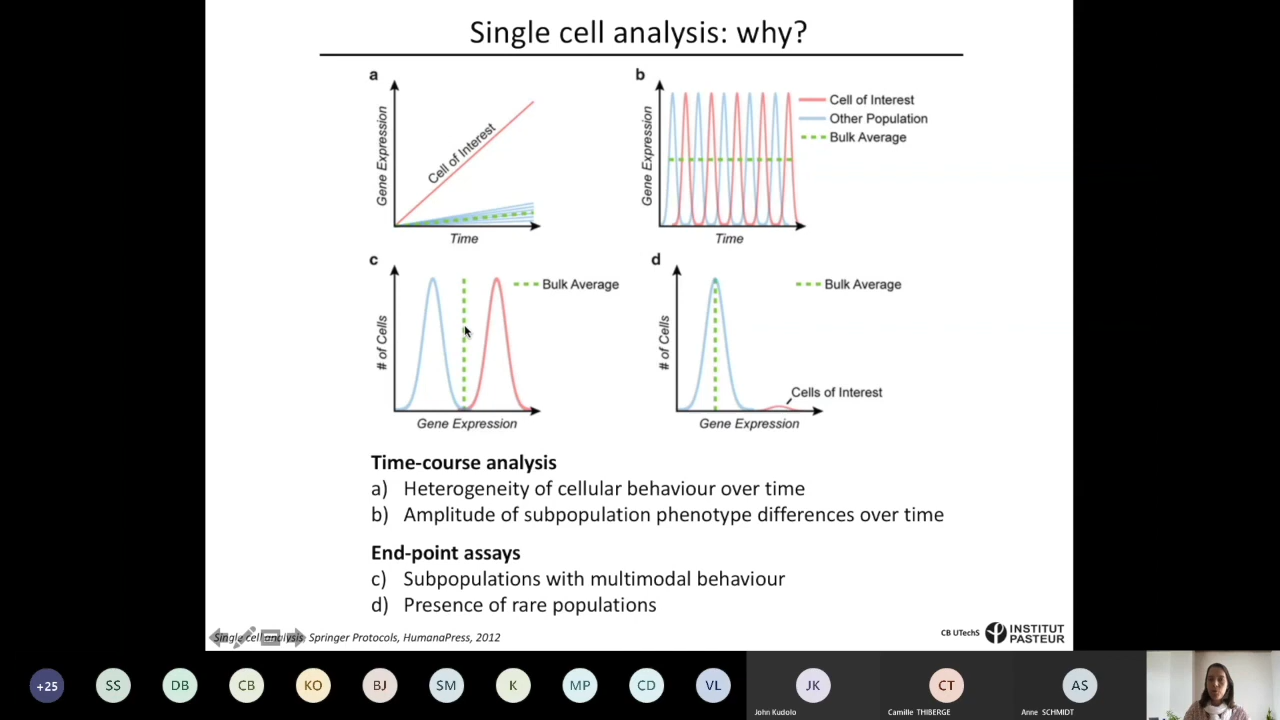 Single cell analysis: why?
a
Gene Expression
Cell of Interest
Time
b
Gene Expression
Time
Cell of Interest
Other Population
Bulk Average
c
# of Cells
Gene Expression
Bulk Average
d
# of Cells
Gene Expression
Bulk Average
Cells of Interest
Time-course analysis
a) Heterogeneity of cellular behaviour over time
b) Amplitude of subpopulation phenotype differences over time
End-point assays
c) Subpopulations with multimodal behaviour
d) Presence of rare populations
Single cell analysis, Springer Protocols, HumanaPress, 2012
CB UTechS
INSTITUT
PASTEUR
+25
SS
DB
CB
KO
BJ
SM
K
MP
CD
VL
JK
John Kudolo
CT
Camille THIBERGE
AS
Anne SCHMIDT